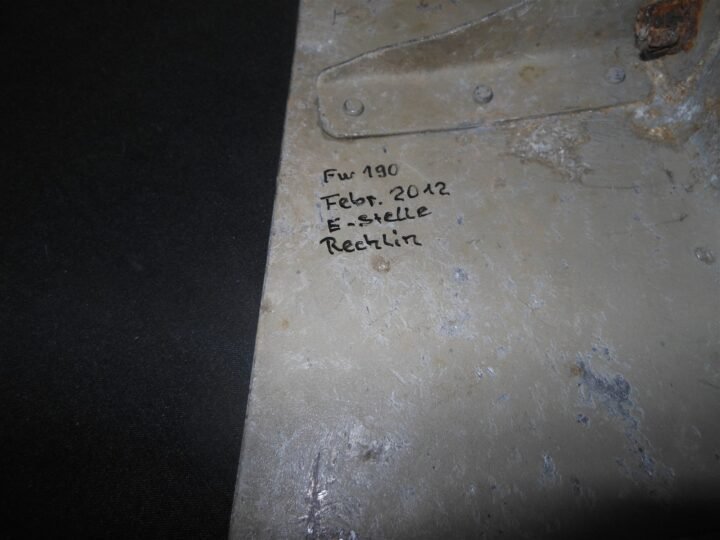 Fw 190
Febr. 2012
E-Stelle
Rechlin